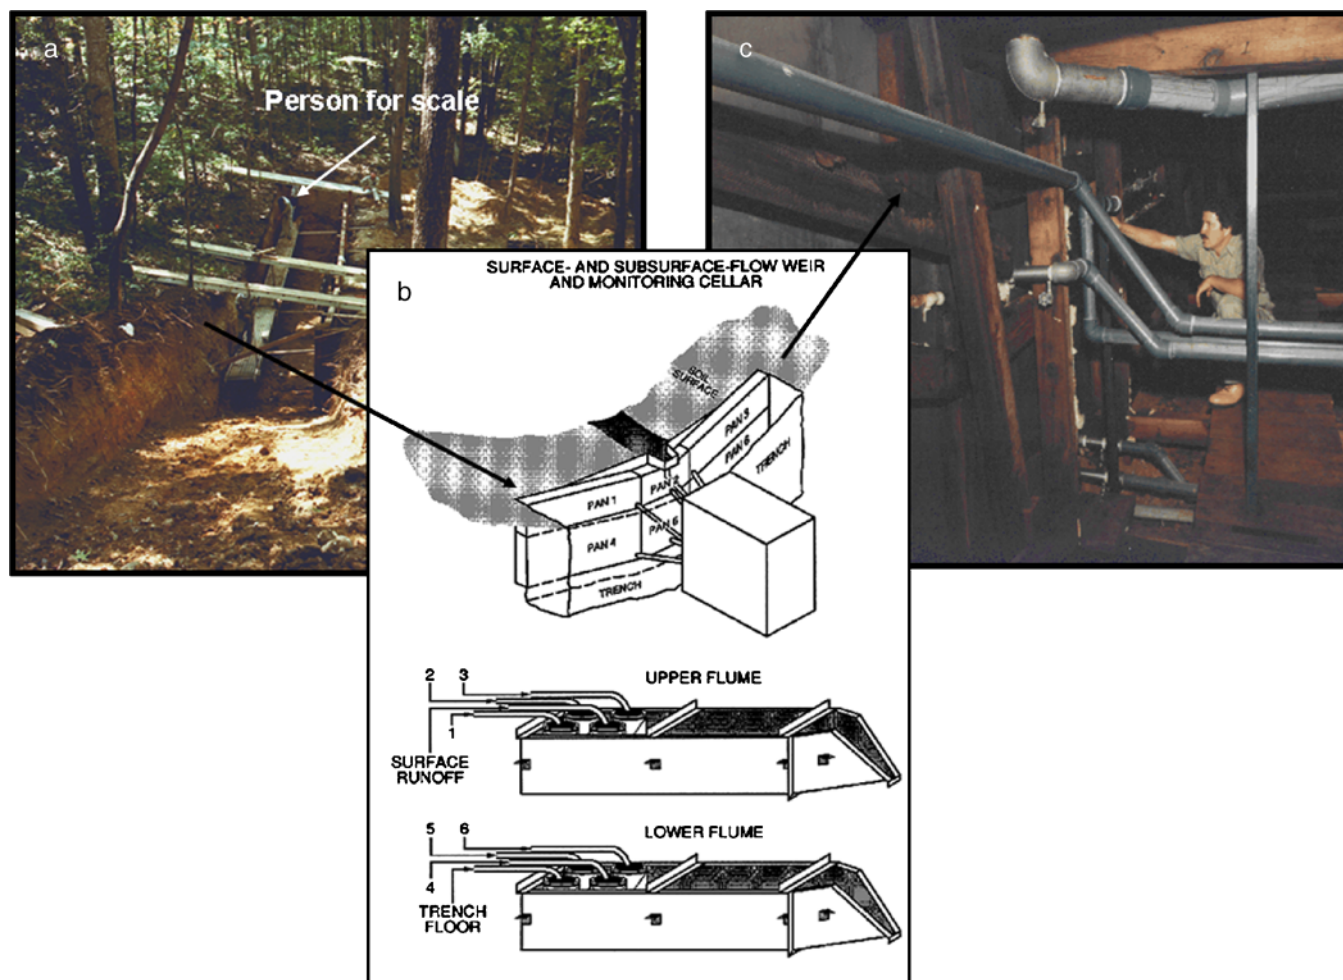 a
Person for scale
c
b
SURFACE- AND SUBSURFACE-FLOW WEIR
AND MONITORING CELLAR
SOIL
SURFACE
PAN 3
PAN 6
TRENCH
PAN 2
PAN 1
PAN 5
PAN 4
TRENCH
2 3
UPPER FLUME
1
SURFACE
RUNOFF
5 6
LOWER FLUME
4
TRENCH
FLOOR